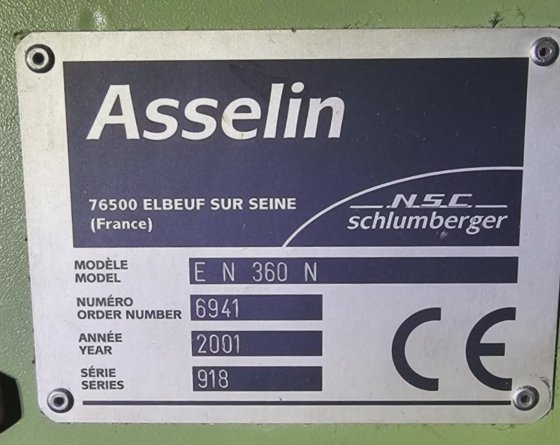 Asselin
76500 ELBEUF SUR SEINE
(France)
N.S.C.
schlumberger
MODÈLE
MODEL
E N 360 N
NUMÉRO
ORDER NUMBER
6941
ANNÉE
YEAR
2001
SÉRIE
SERIES
918
CE